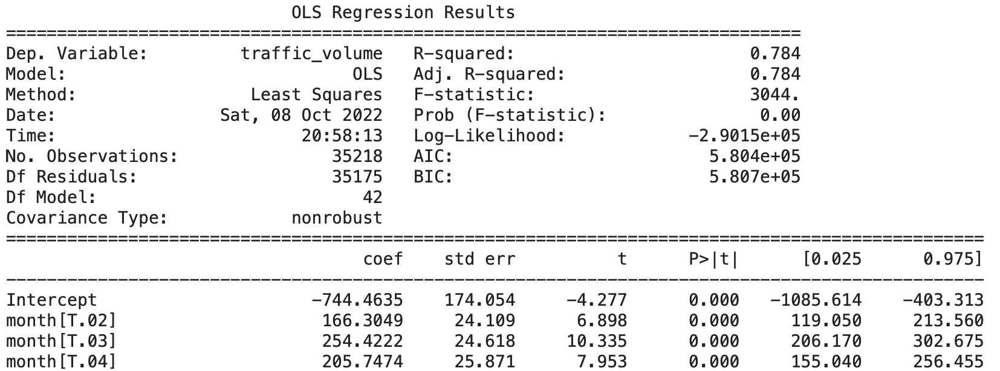 OLS Regression Results
==============================================================================
Dep. Variable: traffic_volume R-squared: 0.784
Model: OLS Adj. R-squared: 0.784
Method: Least Squares F-statistic: 3044.
Date: Sat, 08 Oct 2022 Prob (F-statistic): 0.00
Time: 20:58:13 Log-Likelihood: -2.9015e+05
No. Observations: 35218 AIC: 5.804e+05
Df Residuals: 35175 BIC: 5.807e+05
Df Model: 42
Covariance Type: nonrobust
================================================================================================
coef std err t P>|t| [0.025 0.975]
------------------------------------------------------------------------------------------------
Intercept -744.4635 174.054 -4.277 0.000 -1085.614 -403.313
month[T.02] 166.3049 24.109 6.898 0.000 119.050 213.560
month[T.03] 254.4222 24.618 10.335 0.000 206.170 302.675
month[T.04] 205.7474 25.871 7.953 0.000 155.040 256.455